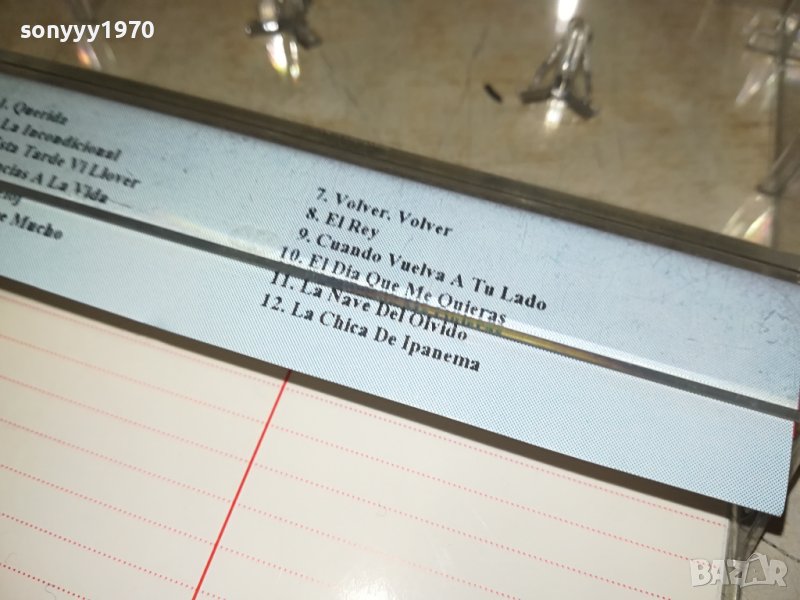 sonyyy1970
1. Querida
La Incondicional
Esta Tarde Vi Llover
A La Vida
Mucho
7. Volver, Volver
8. El Rey
9. Cuando Vuelva A Tu Lado
10. El Dia Que Me Quieras
11. La Nave Del Olvido
12. La Chica De Ipanema
BAZAR